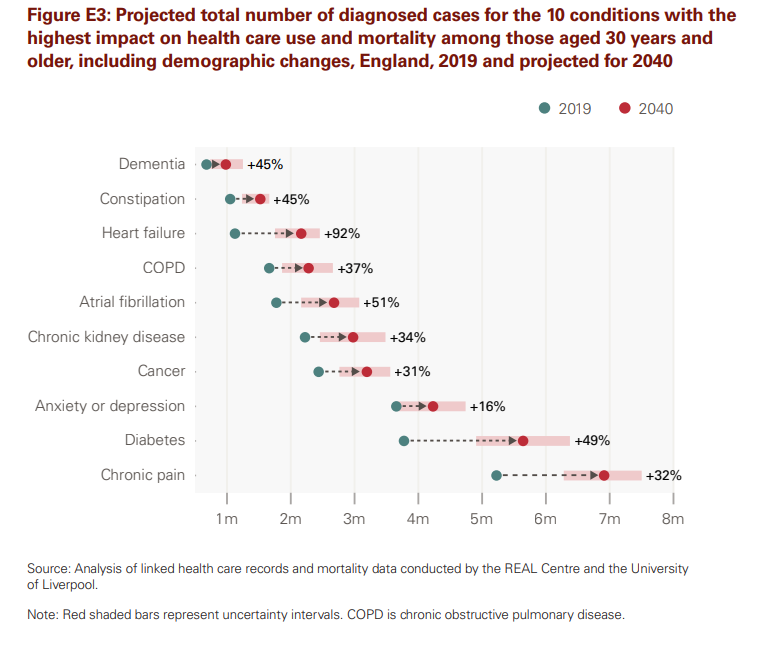 Figure E3: Projected total number of diagnosed cases for the 10 conditions with the
highest impact on health care use and mortality among those aged 30 years and
older, including demographic changes, England, 2019 and projected for 2040
2019 2040
Dementia +45%
Constipation +45%
Heart failure +92%
COPD +37%
Atrial fibrillation +51%
Chronic kidney disease +34%
Cancer +31%
Anxiety or depression +16%
Diabetes +49%
Chronic pain +32%
1m 2m 3m 4m 5m 6m 7m 8m
Source: Analysis of linked health care records and mortality data conducted by the REAL Centre and the University
of Liverpool.
Note: Red shaded bars represent uncertainty intervals. COPD is chronic obstructive pulmonary disease.